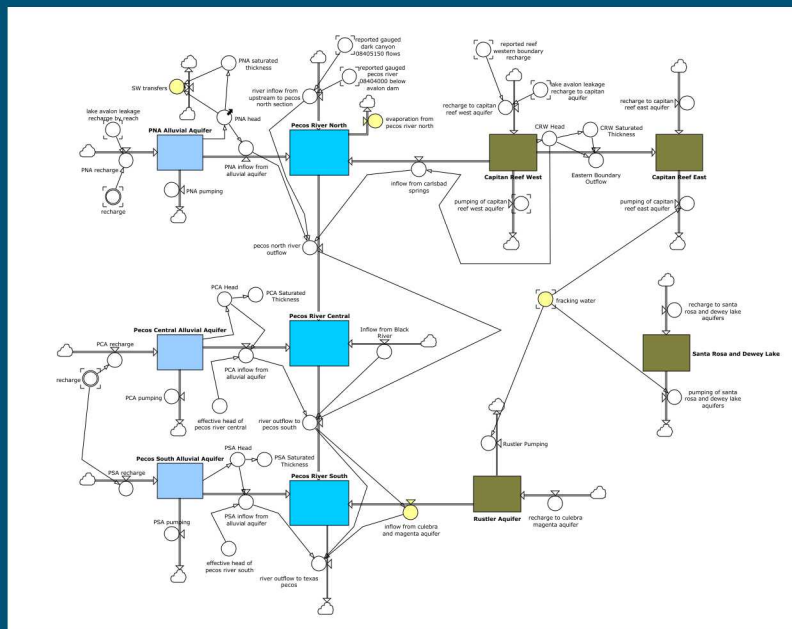 reported gauged
dark canyon
08405150 flows
reported gauged
pecos river
08404000 below
avalon dam
PNA saturated
thickness
SW transfers
river inflow from
upstream to pecos
north section
PNA head
lake avalon leakage
recharge by reach
PNA Alluvial Aquifer
Pecos River North
evaporation from
pecos river north
PNA recharge
PNA inflow from
alluvial aquifer
PNA pumping
recharge
reported reef
western boundary
recharge
lake avalon leakage
recharge to capitan
aquifer
recharge to capitan
reef west aquifer
recharge to capitan
reef east aquifer
CRW Head
CRW Saturated
Thickness
inflow from carlsbad
springs
Capitan Reef West
Eastern Boundary
Outflow
Capitan Reef East
pumping of capitan
reef west aquifer
pumping of capitan
reef east aquifer
pecos north river
outflow
PCA Head
PCA Saturated
Thickness
fracking water
Pecos Central Alluvial Aquifer
Pecos River Central
Inflow from Black
River
recharge to santa
rosa and dewey lake
aquifers
PCA recharge
recharge
PCA inflow from
alluvial aquifer
Santa Rosa and Dewey Lake
PCA pumping
effective head of
pecos river central
river outflow to
pecos south
pumping of santa
rosa and dewey lake
aquifers
Rustler Pumping
PSA Head
PSA Saturated
Thickness
Pecos South Alluvial Aquifer
Pecos River South
PSA recharge
PSA inflow from
alluvial aquifer
inflow from culebra
and magenta aquifer
Rustler Aquifer
recharge to culebra
magenta aquifer
PSA pumping
effective head of
pecos river south
river outflow to texas
pecos